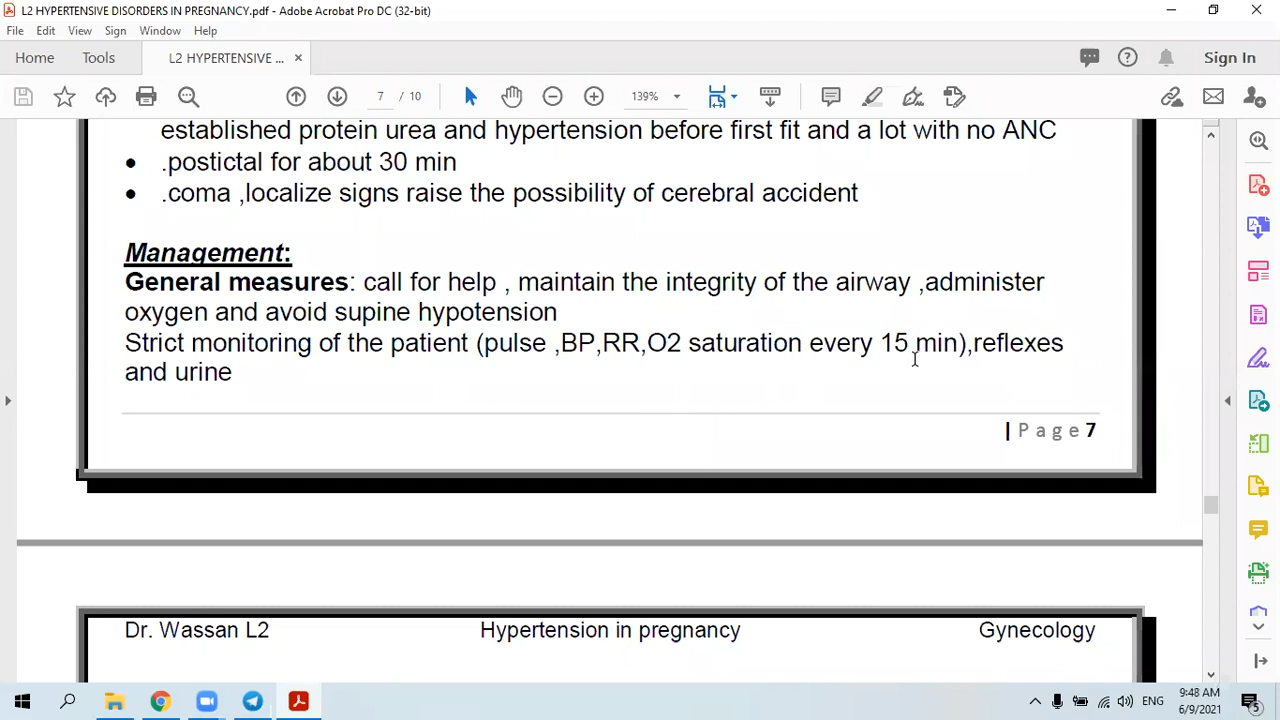 L2 HYPERTENSIVE DISORDERS IN PREGNANCY.pdf - Adobe Acrobat Pro DC (32-bit)
File Edit View Sign Window Help
Home Tools L2 HYPERTENSIVE ... × Sign In
7 / 10 139%
established protein urea and hypertension before first fit and a lot with no ANC
• .postictal for about 30 min
• .coma ,localize signs raise the possibility of cerebral accident
Management:
General measures: call for help , maintain the integrity of the airway ,administer
oxygen and avoid supine hypotension
Strict monitoring of the patient (pulse ,BP,RR,O2 saturation every 15 min),reflexes
and urine
| Page 7
Dr. Wassan L2 Hypertension in pregnancy Gynecology
ENG 9:48 AM
6/9/2021 5